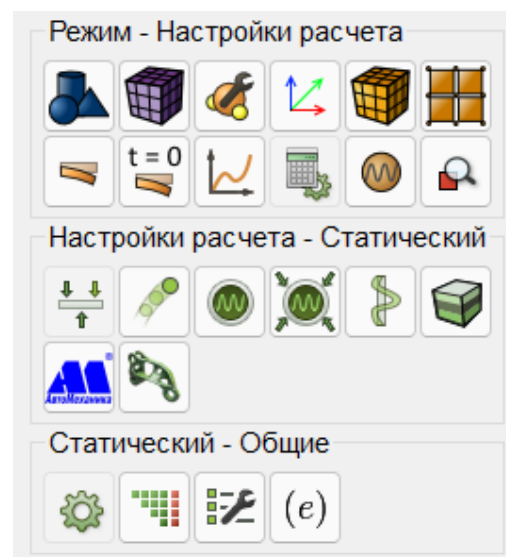 Режим - Настройки расчета
t = 0
Настройки расчета - Статический
АвтоМеханика
Статический - Общие
(e)